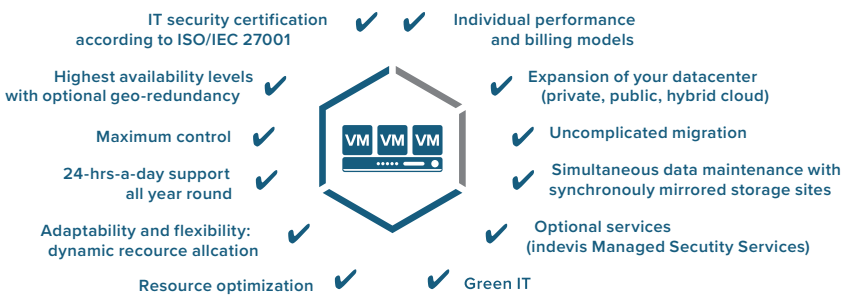 IT security certification
according to ISO/IEC 27001
Highest availability levels
with optional geo-redundancy
Maximum control
24-hrs-a-day support
all year round
Adaptability and flexibility:
dynamic recource allcation
Resource optimization
VM VM VM
Individual performance
and billing models
Expansion of your datacenter
(private, public, hybrid cloud)
Uncomplicated migration
Simultaneous data maintenance with
synchronouly mirrored storage sites
Optional services
(indevis Managed Secutity Services)
Green IT